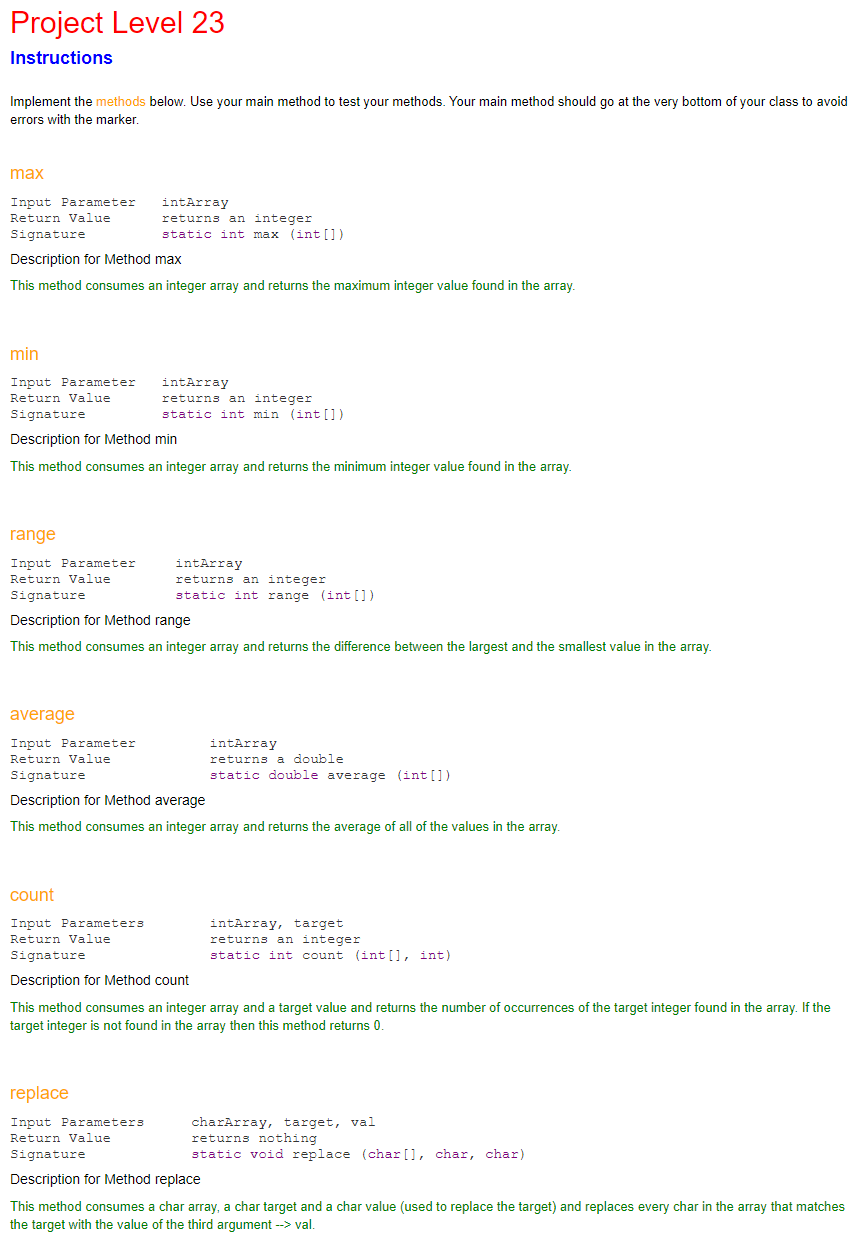 Project Level 23
Instructions
Implement the methods below. Use your main method to test your methods. Your main method should go at the very bottom of your class to avoid
errors with the marker.
max
Input Parameter intArray
Return Value returns an integer
Signature static int max (int[])
Description for Method max
This method consumes an integer array and returns the maximum integer value found in the array.
min
Input Parameter intArray
Return Value returns an integer
Signature static int min (int[])
Description for Method min
This method consumes an integer array and returns the minimum integer value found in the array.
range
Input Parameter intArray
Return Value returns an integer
Signature static int range (int[])
Description for Method range
This method consumes an integer array and returns the difference between the largest and the smallest value in the array.
average
Input Parameter intArray
Return Value returns a double
Signature static double average (int[])
Description for Method average
This method consumes an integer array and returns the average of all of the values in the array.
count
Input Parameters intArray, target
Return Value returns an integer
Signature static int count (int[], int)
Description for Method count
This method consumes an integer array and a target value and returns the number of occurrences of the target integer found in the array. If the
target integer is not found in the array then this method returns 0.
replace
Input Parameters charArray, target, val
Return Value returns nothing
Signature static void replace (char[], char, char)
Description for Method replace
This method consumes a char array, a char target and a char value (used to replace the target) and replaces every char in the array that matches
the target with the value of the third argument --> val.